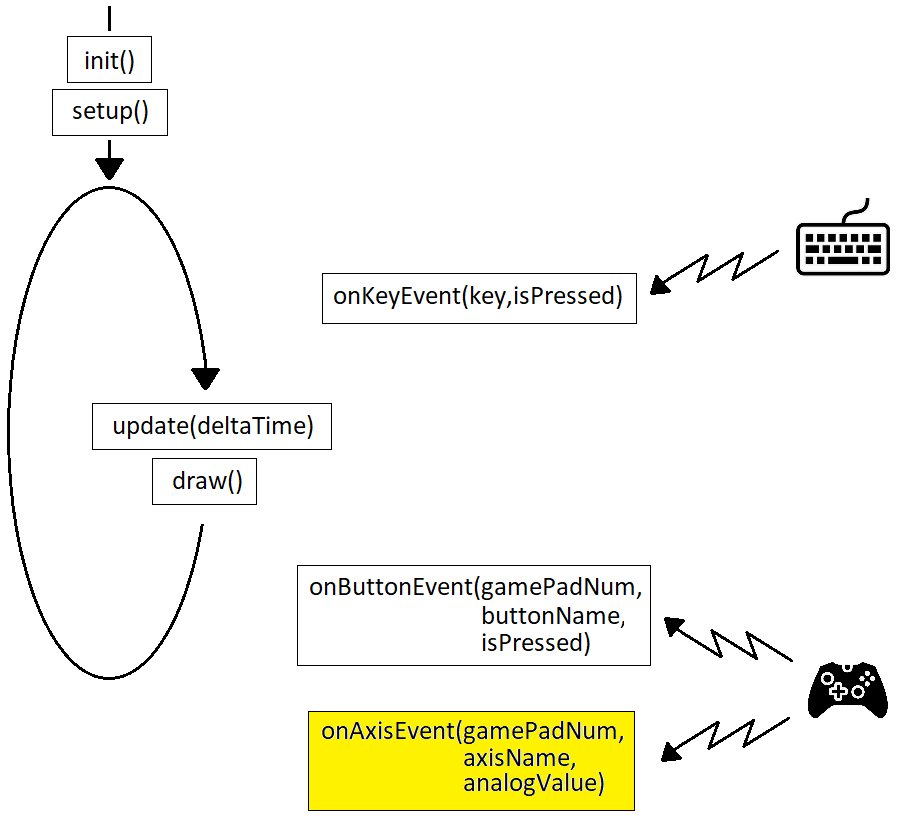 init()
setup()
onKeyEvent(key,isPressed)
update(deltaTime)
draw()
onButtonEvent(gamePadNum,
buttonName,
isPressed)
onAxisEvent(gamePadNum,
axisName,
analogValue)